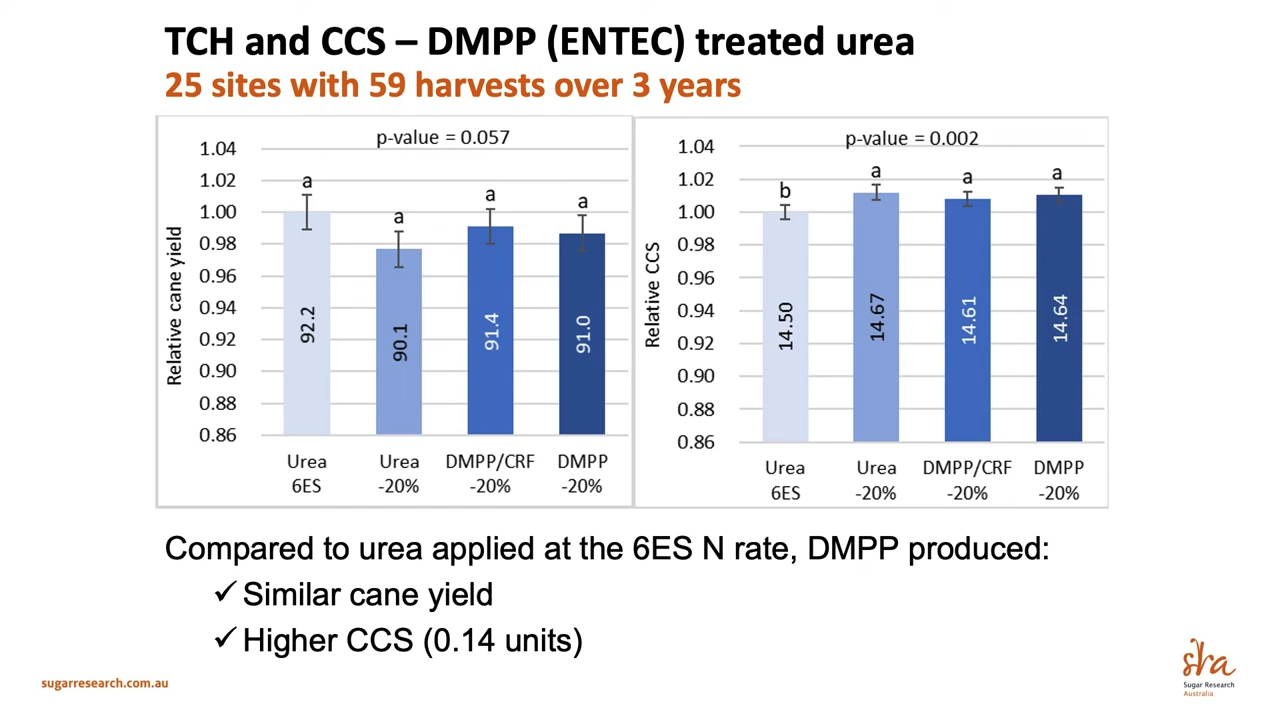 TCH and CCS – DMPP (ENTEC) treated urea
25 sites with 59 harvests over 3 years
p-value = 0.057
Relative cane yield
1.04
1.02
1.00
0.98
0.96
0.94
0.92
0.90
0.88
0.86
a
a
a
a
92.2
90.1
91.4
91.0
Urea Urea DMPP/CRF DMPP
6ES -20% -20% -20%
p-value = 0.002
Relative CCS
1.04
1.02
1.00
0.98
0.96
0.94
0.92
0.90
0.88
0.86
b
a
a
a
14.50
14.67
14.61
14.64
Urea Urea DMPP/CRF DMPP
6ES -20% -20% -20%
Compared to urea applied at the 6ES N rate, DMPP produced:
✓ Similar cane yield
✓ Higher CCS (0.14 units)
sugarresearch.com.au
sra
Sugar Research
Australia